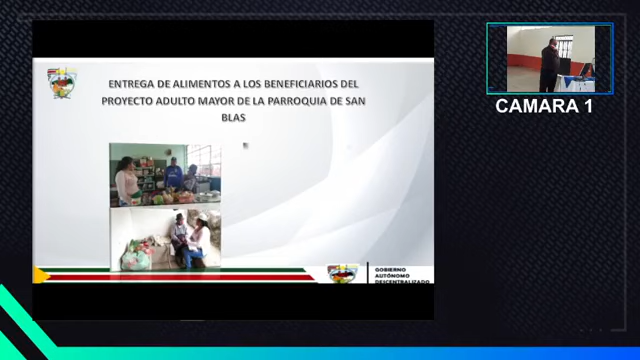 ENTREGA DE ALIMENTOS A LOS BENEFICIARIOS DEL
PROYECTO ADULTO MAYOR DE LA PARROQUIA DE SAN
BLAS
CAMARA 1
GOBIERNO
AUTÓNOMO
DESCENTRALIZADO